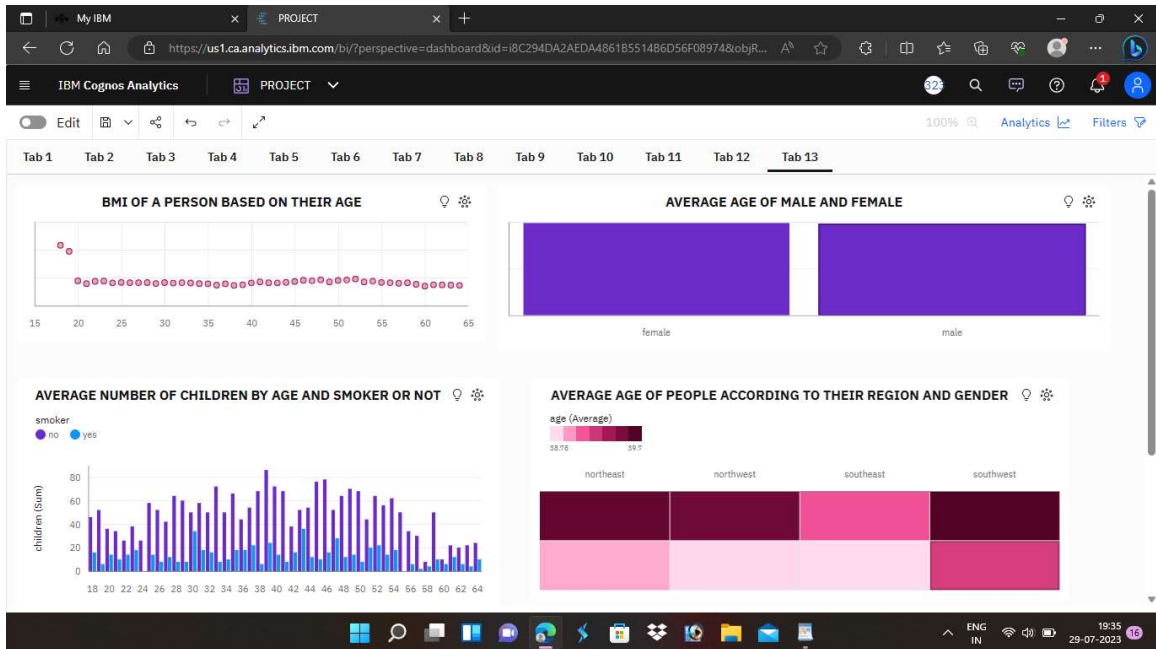 My IBM
PROJECT
https://us1.ca.analytics.ibm.com/bi/?perspective=dashboard&id=i8C294DA2AEDA4861B5514B6D56F08974&objR...
IBM Cognos Analytics
PROJECT
323
1
Edit
100%
Analytics
Filters
Tab 1 Tab 2 Tab 3 Tab 4 Tab 5 Tab 6 Tab 7 Tab 8 Tab 9 Tab 10 Tab 11 Tab 12 Tab 13
BMI OF A PERSON BASED ON THEIR AGE
15 20 25 30 35 40 45 50 55 60 65
AVERAGE AGE OF MALE AND FEMALE
female male
AVERAGE NUMBER OF CHILDREN BY AGE AND SMOKER OR NOT
smoker
no yes
children (Sum)
80
60
40
20
0
18 20 22 24 26 28 30 32 34 36 38 40 42 44 46 48 50 52 54 56 58 60 62 64
AVERAGE AGE OF PEOPLE ACCORDING TO THEIR REGION AND GENDER
age (Average)
38.76 39.7
northeast northwest southeast southwest
ENG
IN
19:35
29-07-2023
16